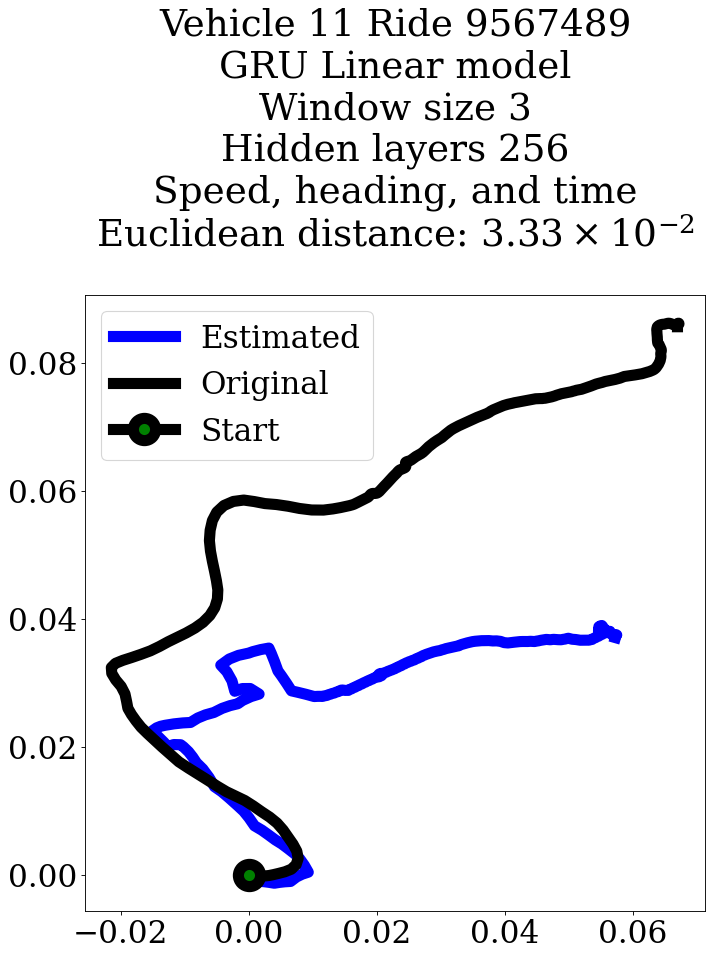 Vehicle 11 Ride 9567489
GRU Linear model
Window size 3
Hidden layers 256
Speed, heading, and time
Euclidean distance: 3.33 × 10⁻²
Estimated
Original
Start
0.08
0.06
0.04
0.02
0.00
−0.02 0.00 0.02 0.04 0.06